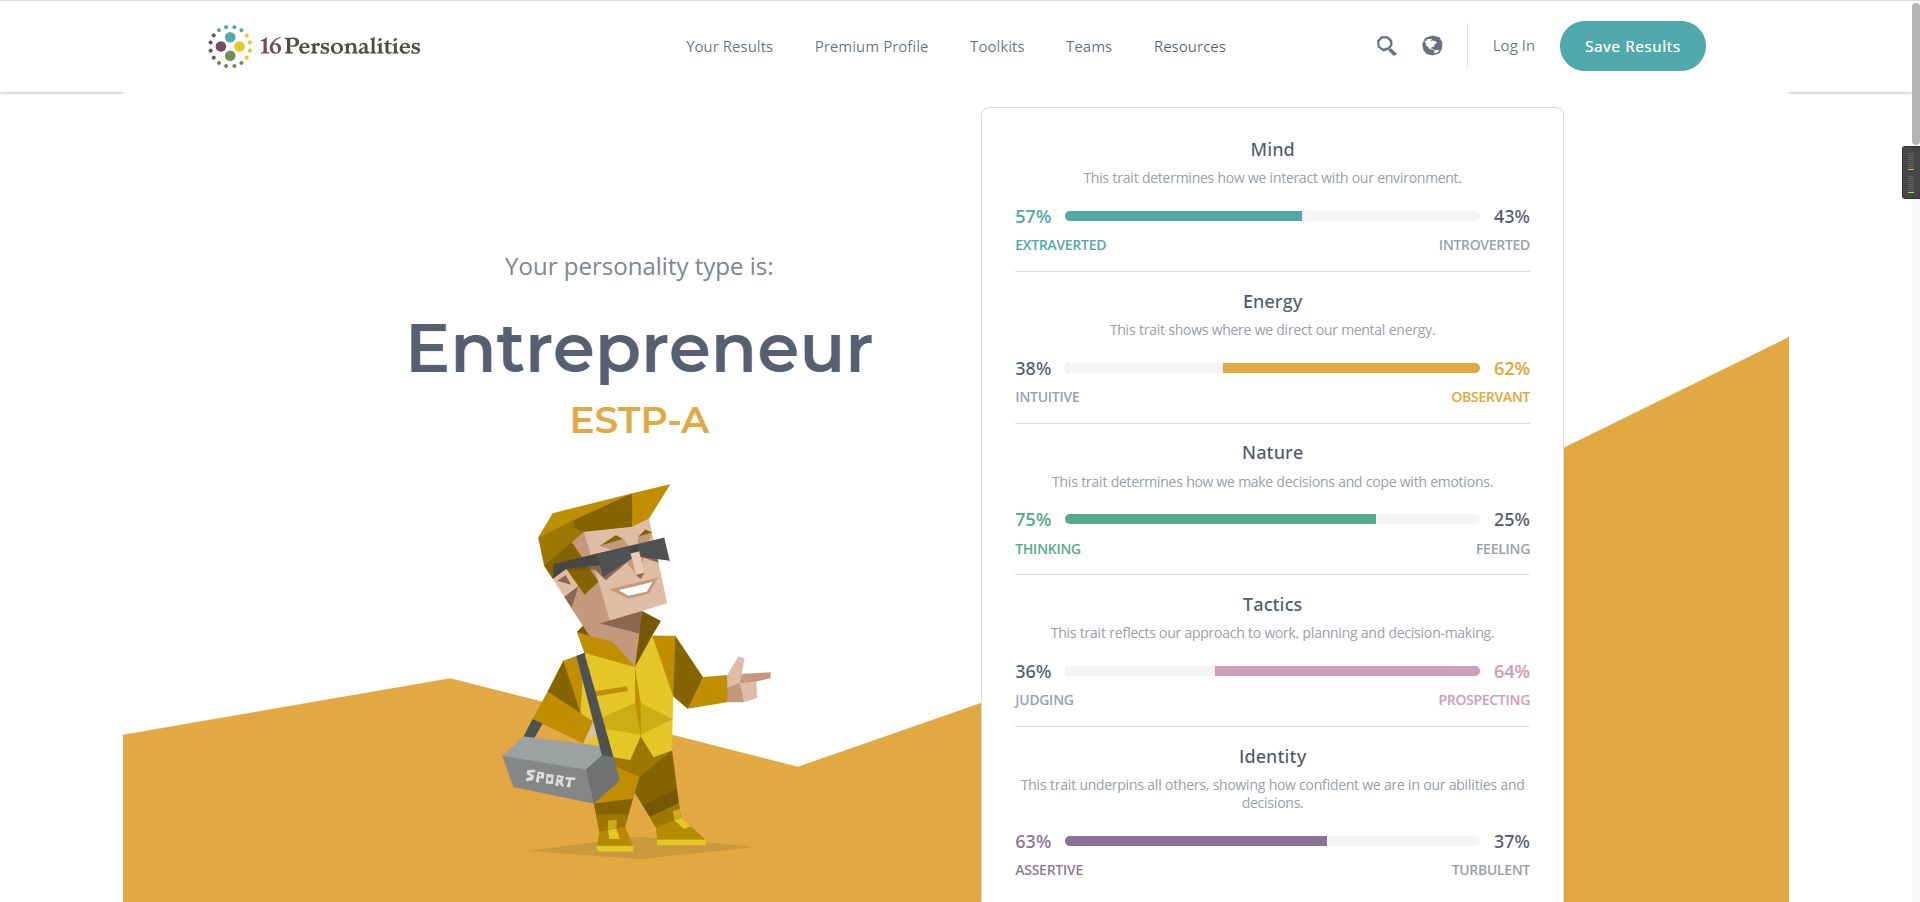 16Personalities
Your Results
Premium Profile
Toolkits
Teams
Resources
Log In
Save Results
Your personality type is:
Entrepreneur
ESTP-A
SPORT
Mind
This trait determines how we interact with our environment.
57% 43%
EXTRAVERTED INTROVERTED
Energy
This trait shows where we direct our mental energy.
38% 62%
INTUITIVE OBSERVANT
Nature
This trait determines how we make decisions and cope with emotions.
75% 25%
THINKING FEELING
Tactics
This trait reflects our approach to work, planning and decision-making.
36% 64%
JUDGING PROSPECTING
Identity
This trait underpins all others, showing how confident we are in our abilities and
decisions.
63% 37%
ASSERTIVE TURBULENT